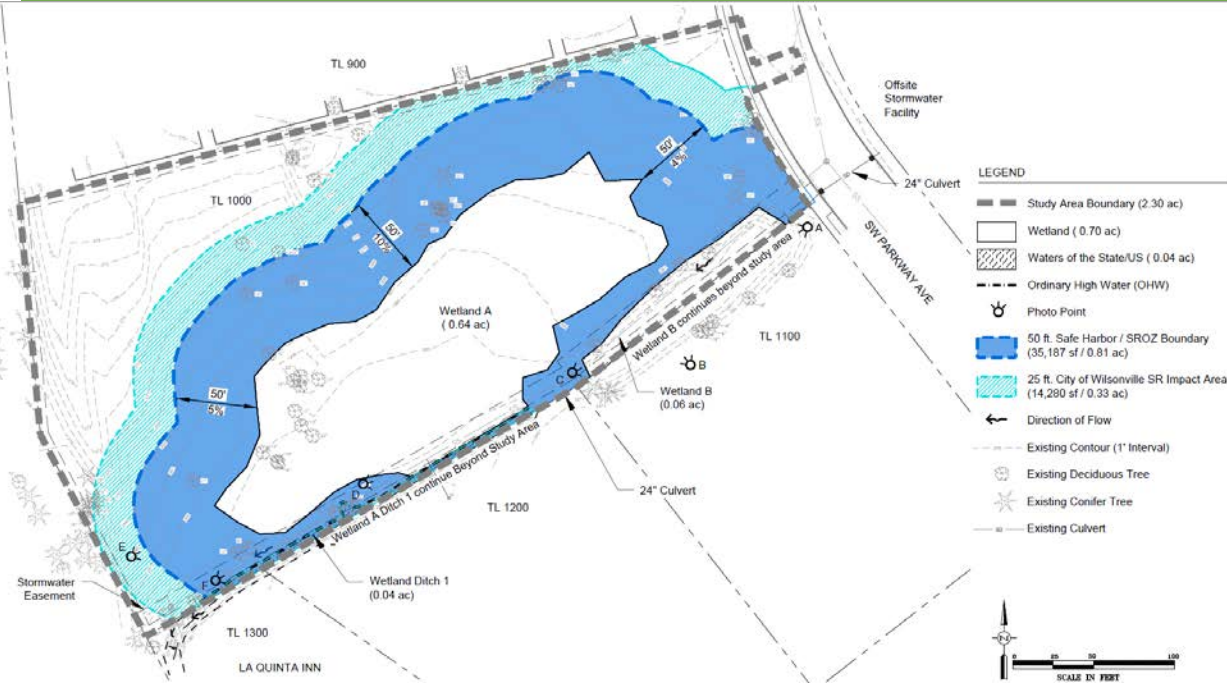 TL 900
Offsite
Stormwater
Facility
24" Culvert
SW PARKWAY AVE
50'
4%
TL 1000
50'
10%
A
Wetland A
( 0.64 ac)
Wetland B continues beyond study area
TL 1100
B
C
Wetland B
(0.06 ac)
50'
5%
24" Culvert
D
Wetland A Ditch 1 continue Beyond Study Area
TL 1200
E
F
Stormwater
Easement
Wetland Ditch 1
(0.04 ac)
TL 1300
LA QUINTA INN
LEGEND
Study Area Boundary (2.30 ac)
Wetland ( 0.70 ac)
Waters of the State/US ( 0.04 ac)
Ordinary High Water (OHW)
Photo Point
50 ft. Safe Harbor / SROZ Boundary
(35,187 sf / 0.81 ac)
25 ft. City of Wilsonville SR Impact Area
(14,280 sf / 0.33 ac)
Direction of Flow
Existing Contour (1' Interval)
Existing Deciduous Tree
Existing Conifer Tree
Existing Culvert
N
0 25 50 100
SCALE IN FEET